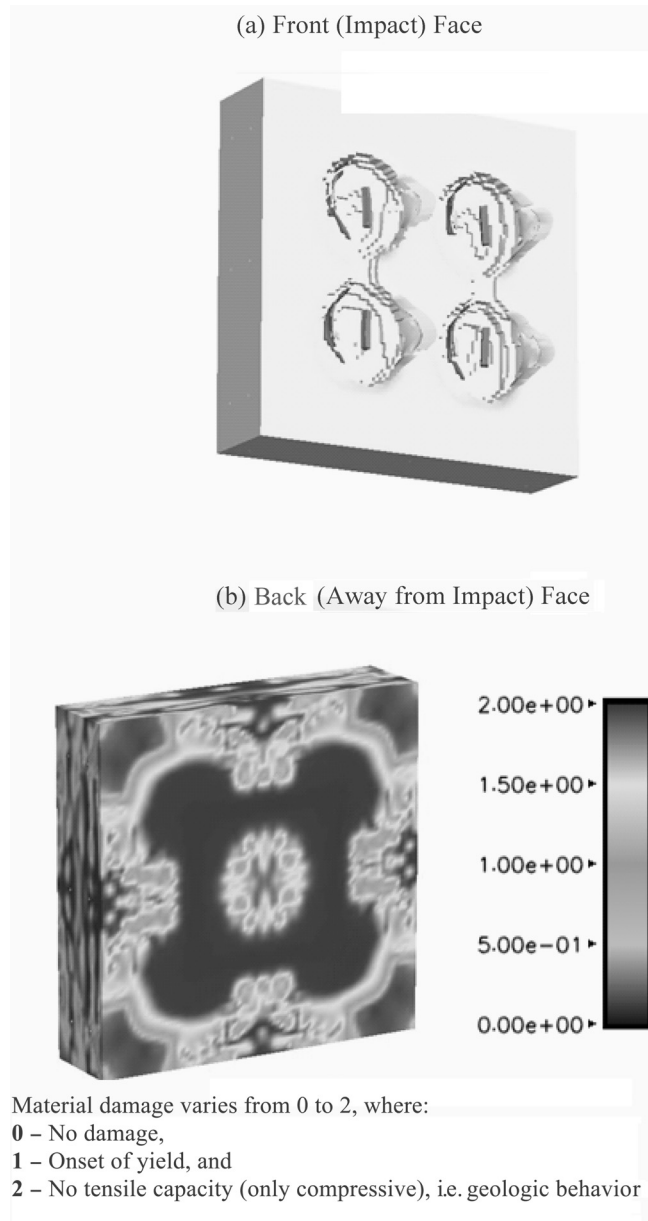 (a) Front (Impact) Face
(b) Back (Away from Impact) Face
2.00e+00
1.50e+00
1.00e+00
5.00e-01
0.00e+00
Material damage varies from 0 to 2, where:
0 – No damage,
1 – Onset of yield, and
2 – No tensile capacity (only compressive), i.e. geologic behavior